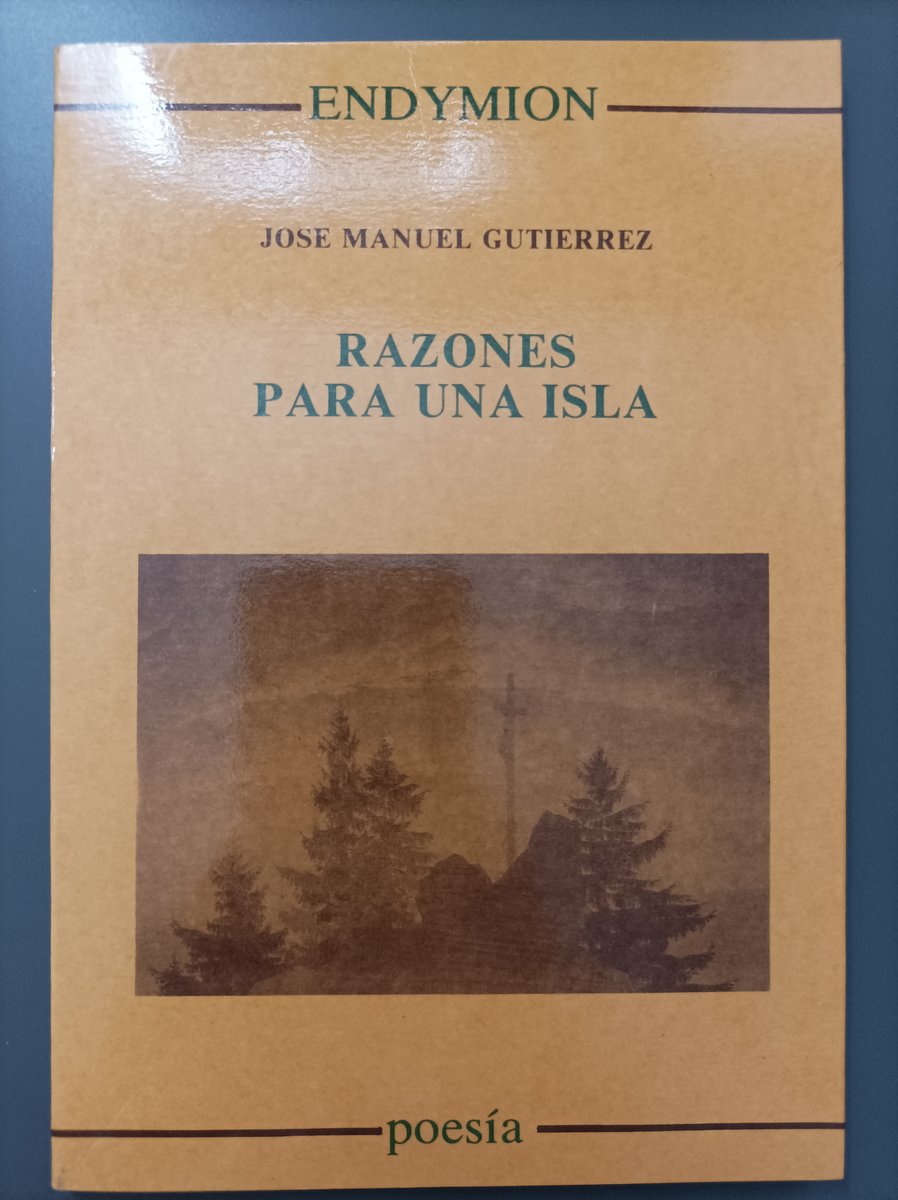 ENDYMION
JOSE MANUEL GUTIERREZ
RAZONES
PARA UNA ISLA
poesía